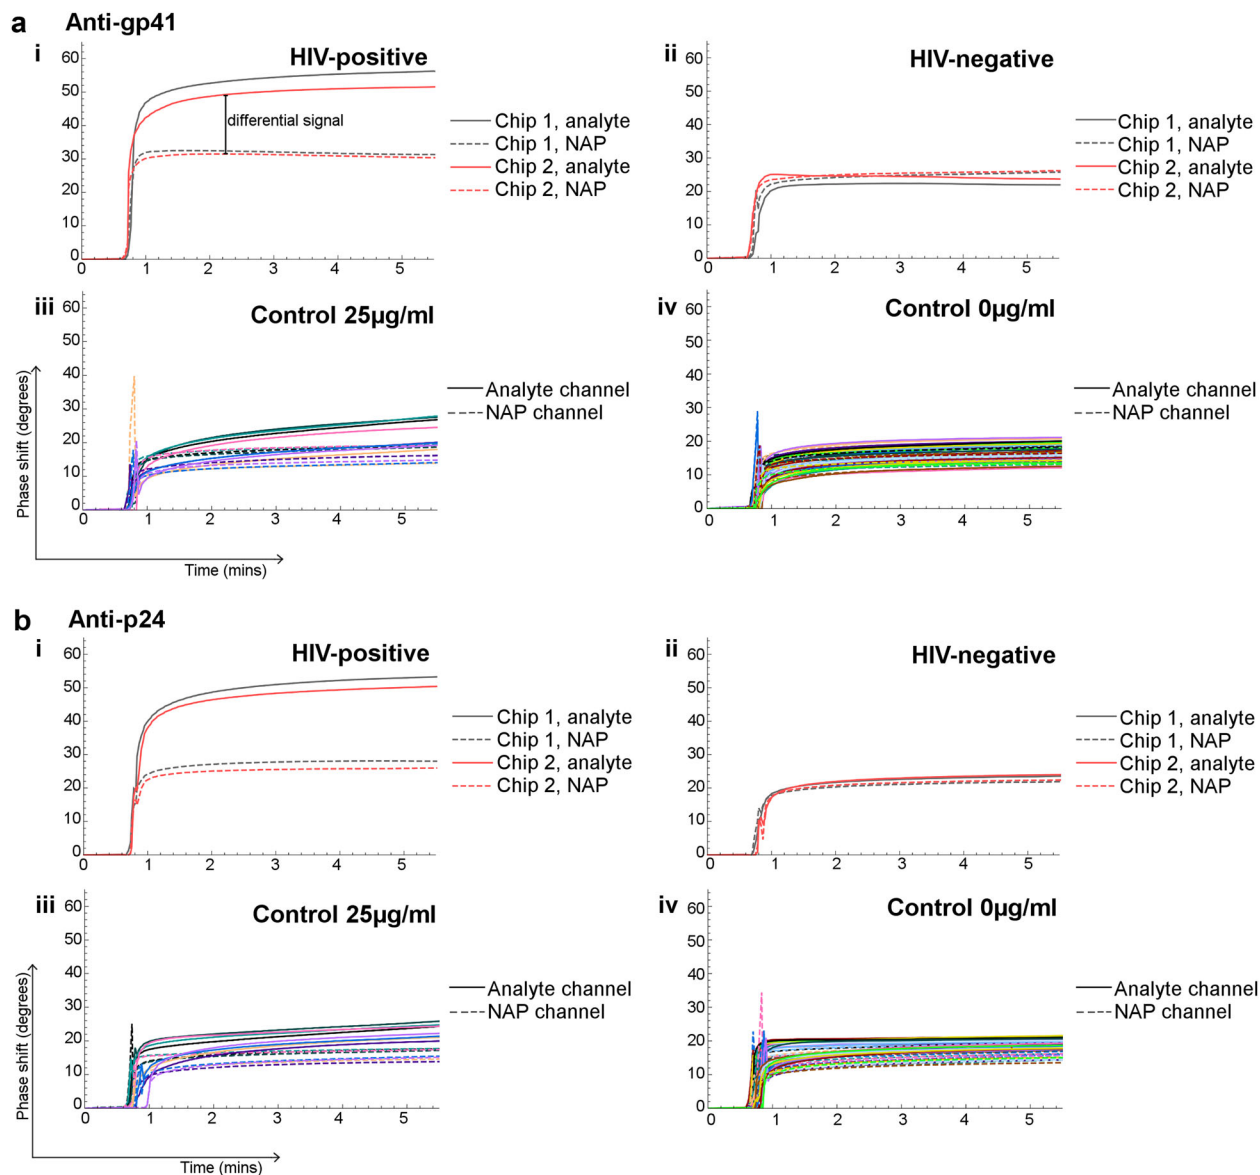 a Anti-gp41
i HIV-positive
60
50
40
30
20
10
0
0 1 2 3 4 5
differential signal
Chip 1, analyte
Chip 1, NAP
Chip 2, analyte
Chip 2, NAP
ii HIV-negative
60
50
40
30
20
10
0
0 1 2 3 4 5
Chip 1, analyte
Chip 1, NAP
Chip 2, analyte
Chip 2, NAP
iii Control 25µg/ml
60
50
40
30
20
10
0
0 1 2 3 4 5
Analyte channel
NAP channel
Phase shift (degrees)
Time (mins)
iv Control 0µg/ml
60
50
40
30
20
10
0
0 1 2 3 4 5
Analyte channel
NAP channel
b Anti-p24
i HIV-positive
60
50
40
30
20
10
0
0 1 2 3 4 5
Chip 1, analyte
Chip 1, NAP
Chip 2, analyte
Chip 2, NAP
ii HIV-negative
60
50
40
30
20
10
0
0 1 2 3 4 5
Chip 1, analyte
Chip 1, NAP
Chip 2, analyte
Chip 2, NAP
iii Control 25µg/ml
60
50
40
30
20
10
0
0 1 2 3 4 5
Analyte channel
NAP channel
Phase shift (degrees)
Time (mins)
iv Control 0µg/ml
60
50
40
30
20
10
0
0 1 2 3 4 5
Analyte channel
NAP channel